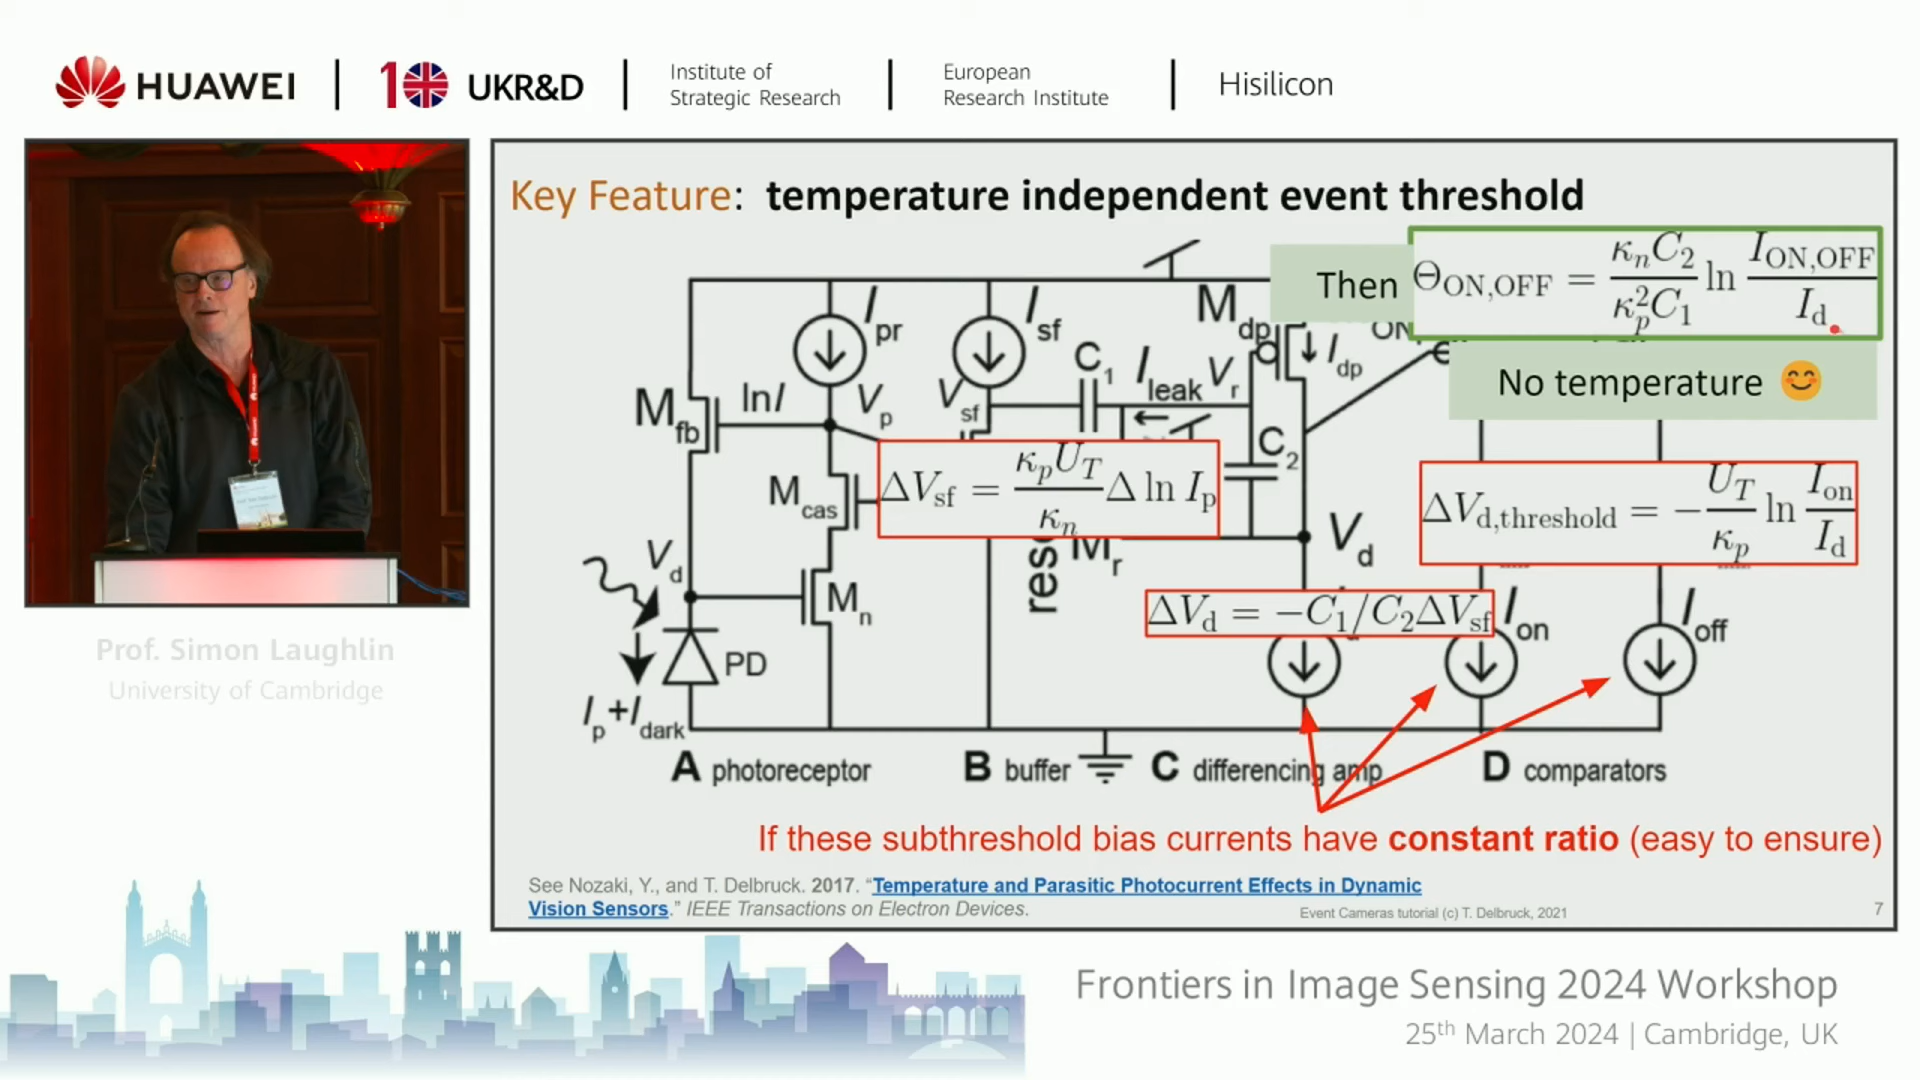 HUAWEI
10 UKR&D
Institute of
Strategic Research
European
Research Institute
Hisilicon
Key Feature: temperature independent event threshold
Then Θ_ON,OFF = κ_n C_2 / κ_p^2 C_1 ln I_ON,OFF / I_d
No temperature 😊
I_pr
I_sf
M_dp
I_dp
ON
C_1
I_leak
V_r
M_fb
lnI
V_p
V_sf
C_2
M_cas
ΔV_sf = κ_p U_T / κ_n Δ ln I_p
ΔV_d,threshold = − U_T / κ_p ln I_on / I_d
V_d
M_n
res
M_r
V_d
ΔV_d = −C_1/C_2ΔV_sf
I_on
I_off
PD
I_p+I_dark
A photoreceptor
B buffer
C differencing amp
D comparators
If these subthreshold bias currents have constant ratio (easy to ensure)
See Nozaki, Y., and T. Delbruck. 2017. “Temperature and Parasitic Photocurrent Effects in Dynamic
Vision Sensors.” IEEE Transactions on Electron Devices.
Event Cameras tutorial (c) T. Delbruck, 2021
7
Prof. Simon Laughlin
University of Cambridge
Frontiers in Image Sensing 2024 Workshop
25th March 2024 | Cambridge, UK